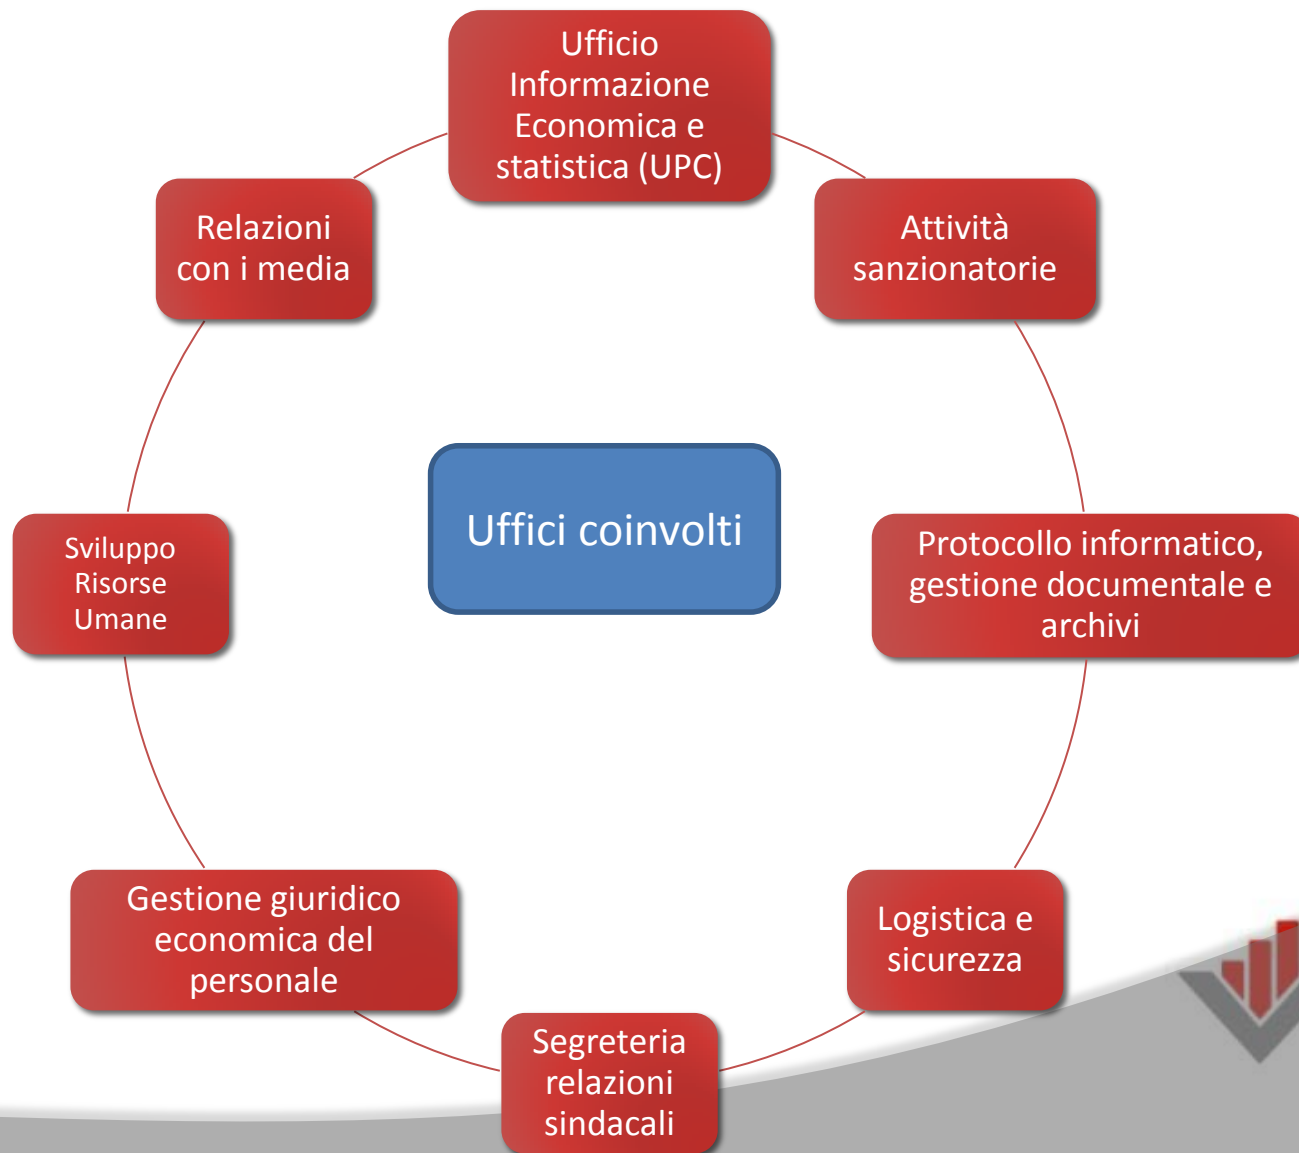 Ufficio
Informazione
Economica e
statistica (UPC)
Relazioni
con i media
Attività
sanzionatorie
Uffici coinvolti
Sviluppo
Risorse
Umane
Protocollo informatico,
gestione documentale e
archivi
Gestione giuridico
economica del
personale
Logistica e
sicurezza
Segreteria
relazioni
sindacali